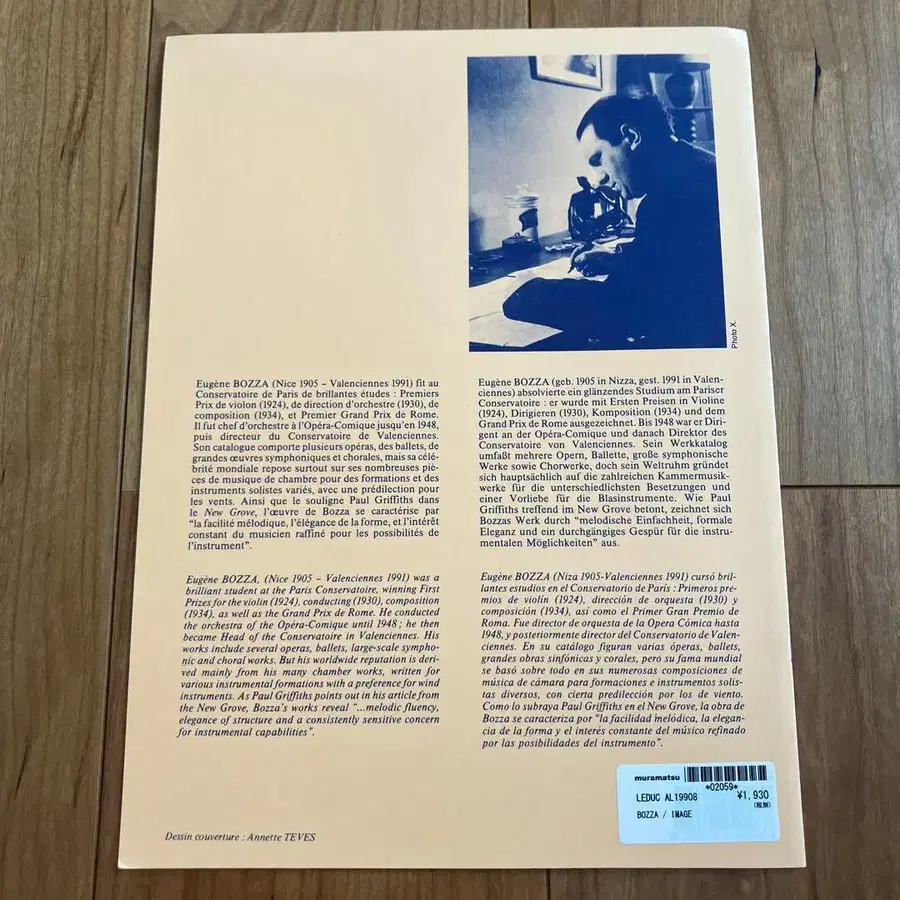 Photo X.
Eugène BOZZA (Nice 1905 – Valenciennes 1991) fit au
Conservatoire de Paris de brillantes études : Premiers
Prix de violon (1924), de direction d'orchestre (1930), de
composition (1934), et Premier Grand Prix de Rome.
Il fut chef d'orchestre à l'Opéra-Comique jusqu'en 1948,
puis directeur du Conservatoire de Valenciennes.
Son catalogue comporte plusieurs opéras, des ballets, de
grandes œuvres symphoniques et chorales, mais sa célé-
brité mondiale repose surtout sur ses nombreuses piè-
ces de musique de chambre pour des formations et des
instruments solistes variés, avec une prédilection pour
les vents. Ainsi que le souligne Paul Griffiths dans
le New Grove, l'œuvre de Bozza se caractérise par
"la facilité mélodique, l'élégance de la forme, et l'intérêt
constant du musicien raffiné pour les possibilités de
l'instrument".
Eugène BOZZA (geb. 1905 in Nizza, gest. 1991 in Valen-
ciennes) absolvierte ein glänzendes Studium am Pariser
Conservatoire : er wurde mit Ersten Preisen in Violine
(1924), Dirigieren (1930), Komposition (1934) und dem
Grand Prix de Rome ausgezeichnet. Bis 1948 war er Diri-
gent an der Opéra-Comique und danach Direktor des
Conservatoire von Valenciennes. Sein Werkkatalog
umfaßt mehrere Opern, Ballette, große symphonische
Werke sowie Chorwerke, doch sein Weltruhm gründet
sich hauptsächlich auf die zahlreichen Kammermusik-
werke für die unterschiedlichsten Besetzungen und
einer Vorliebe für die Blasinstrumente. Wie Paul
Griffiths treffend im New Grove betont, zeichnet sich
Bozzas Werk durch "melodische Einfachheit, formale
Eleganz und ein durchgängiges Gespür für die instru-
mentalen Möglichkeiten" aus.
Eugène BOZZA, (Nice 1905 – Valenciennes 1991) was a
brilliant student at the Paris Conservatoire, winning First
Prizes for the violin (1924), conducting (1930), composition
(1934), as well as the Grand Prix de Rome. He conducted
the orchestra of the Opéra-Comique until 1948 ; he then
became Head of the Conservatoire in Valenciennes. His
works include several operas, ballets, large-scale sympho-
nic and choral works. But his worldwide reputation is deri-
ved mainly from his many chamber works, written for
various instrumental formations with a preference for wind
instruments. As Paul Griffiths points out in his article from
the New Grove, Bozza's works reveal "...melodic fluency,
elegance of structure and a consistently sensitive concern
for instrumental capabilities".
Eugène BOZZA (Niza 1905-Valenciennes 1991) cursó bril-
lantes estudios en el Conservatorio de Paris : Primeros pre-
mios de violín (1924), dirección de orquesta (1930) y
composición (1934), así como el Primer Gran Premio de
Roma. Fue director de orquesta de la Opera Cómica hasta
1948, y posteriormente director del Conservatorio de Valen-
ciennes. En su catálogo figuran varias óperas, ballets,
grandes obras sinfónicas y corales, pero su fama mundial
se basó sobre todo en sus numerosas composiciones de
música de cámara para formaciones e instrumentos solis-
tas diversos, con cierta predilección por los de viento.
Como lo subraya Paul Griffiths en el New Grove, la obra de
Bozza se caracteriza por "la facilidad melódica, la elegan-
cia de la forma y el interés constante del músico refinado
por las posibilidades del instrumento".
muramatsu
*02059*
LEDUC AL19908 ¥1,930
(税別)
BOZZA / IMAGE
Dessin couverture : Annette TEVES